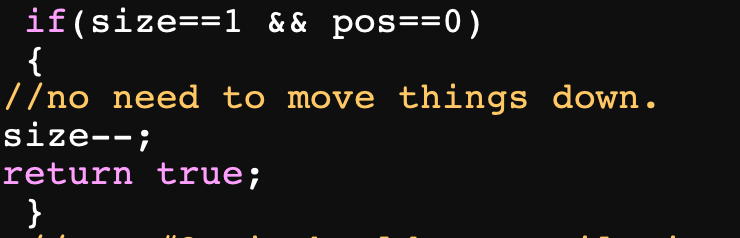 if(size==1 && pos==0)
{
//no need to move things down.
size--;
return true;
}